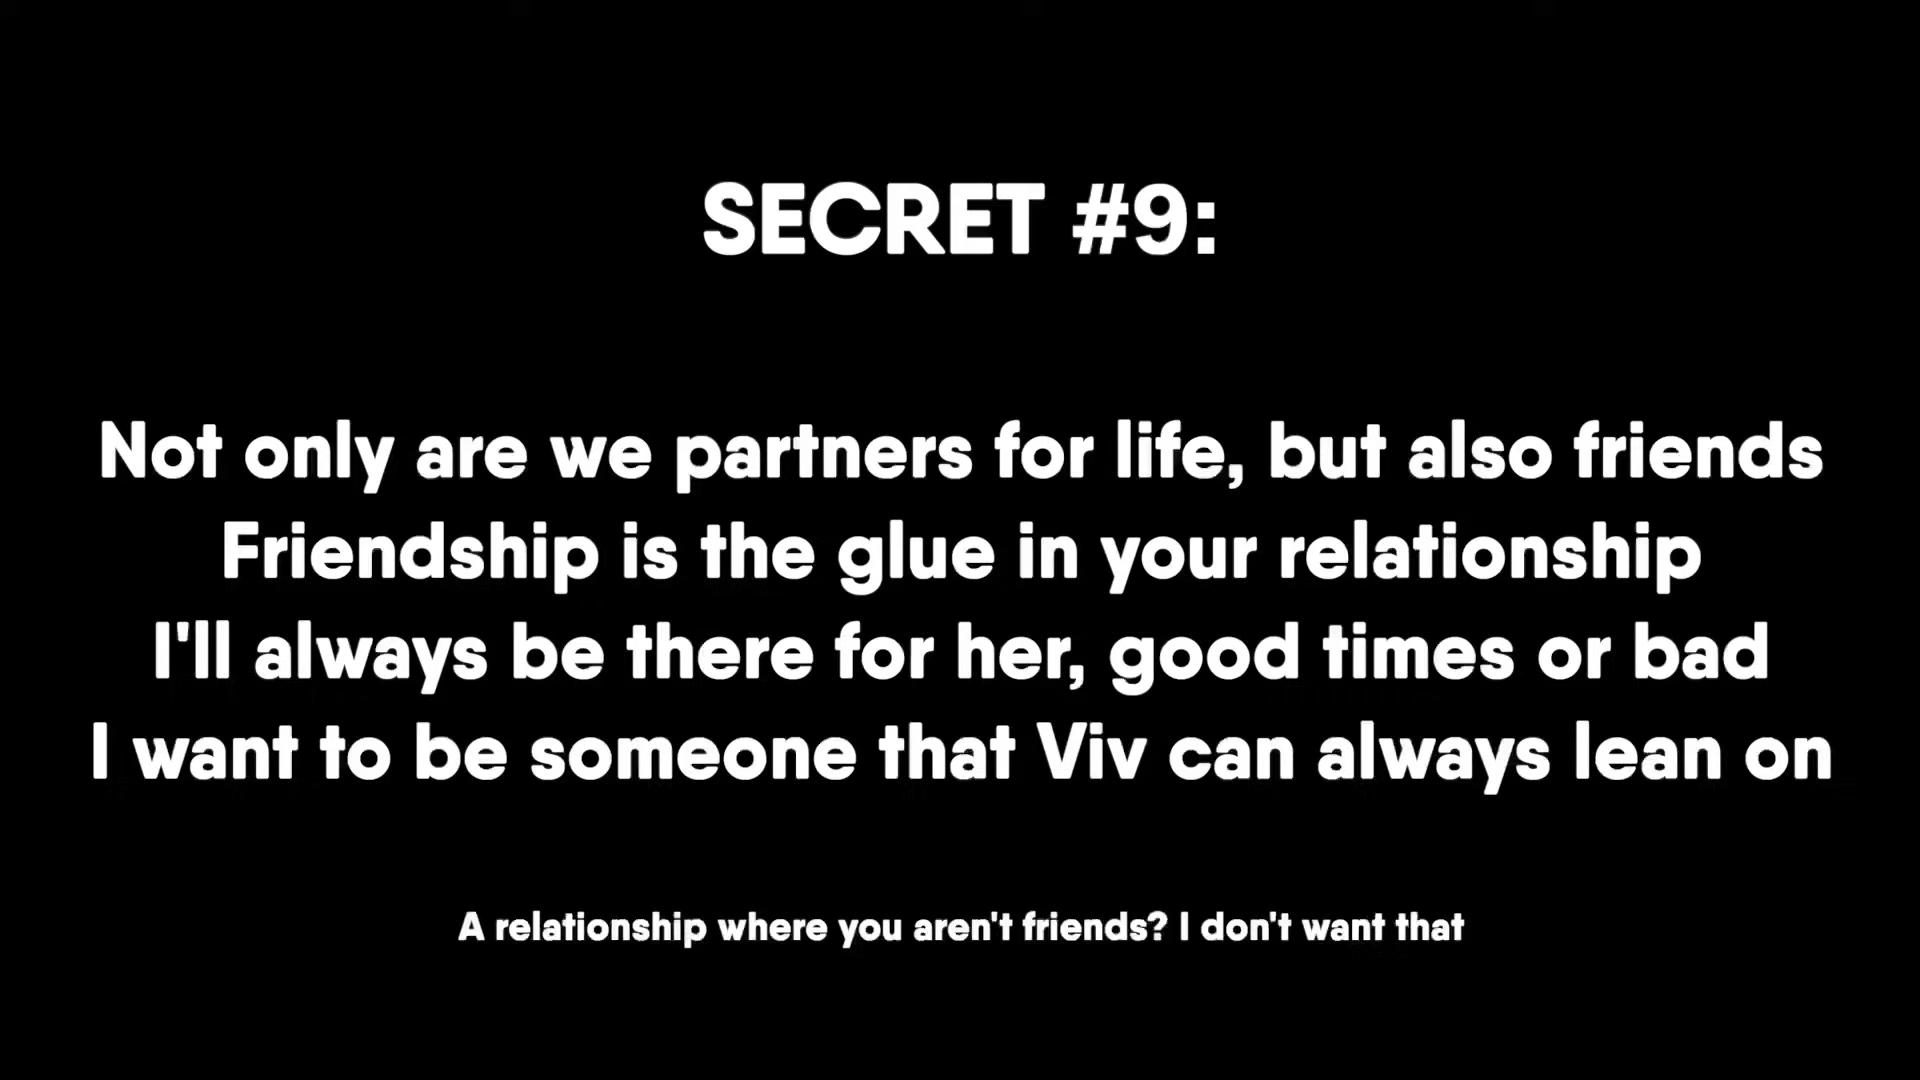 SECRET #9:
Not only are we partners for life, but also friends
Friendship is the glue in your relationship
I'll always be there for her, good times or bad
I want to be someone that Viv can always lean on
A relationship where you aren't friends? I don't want that